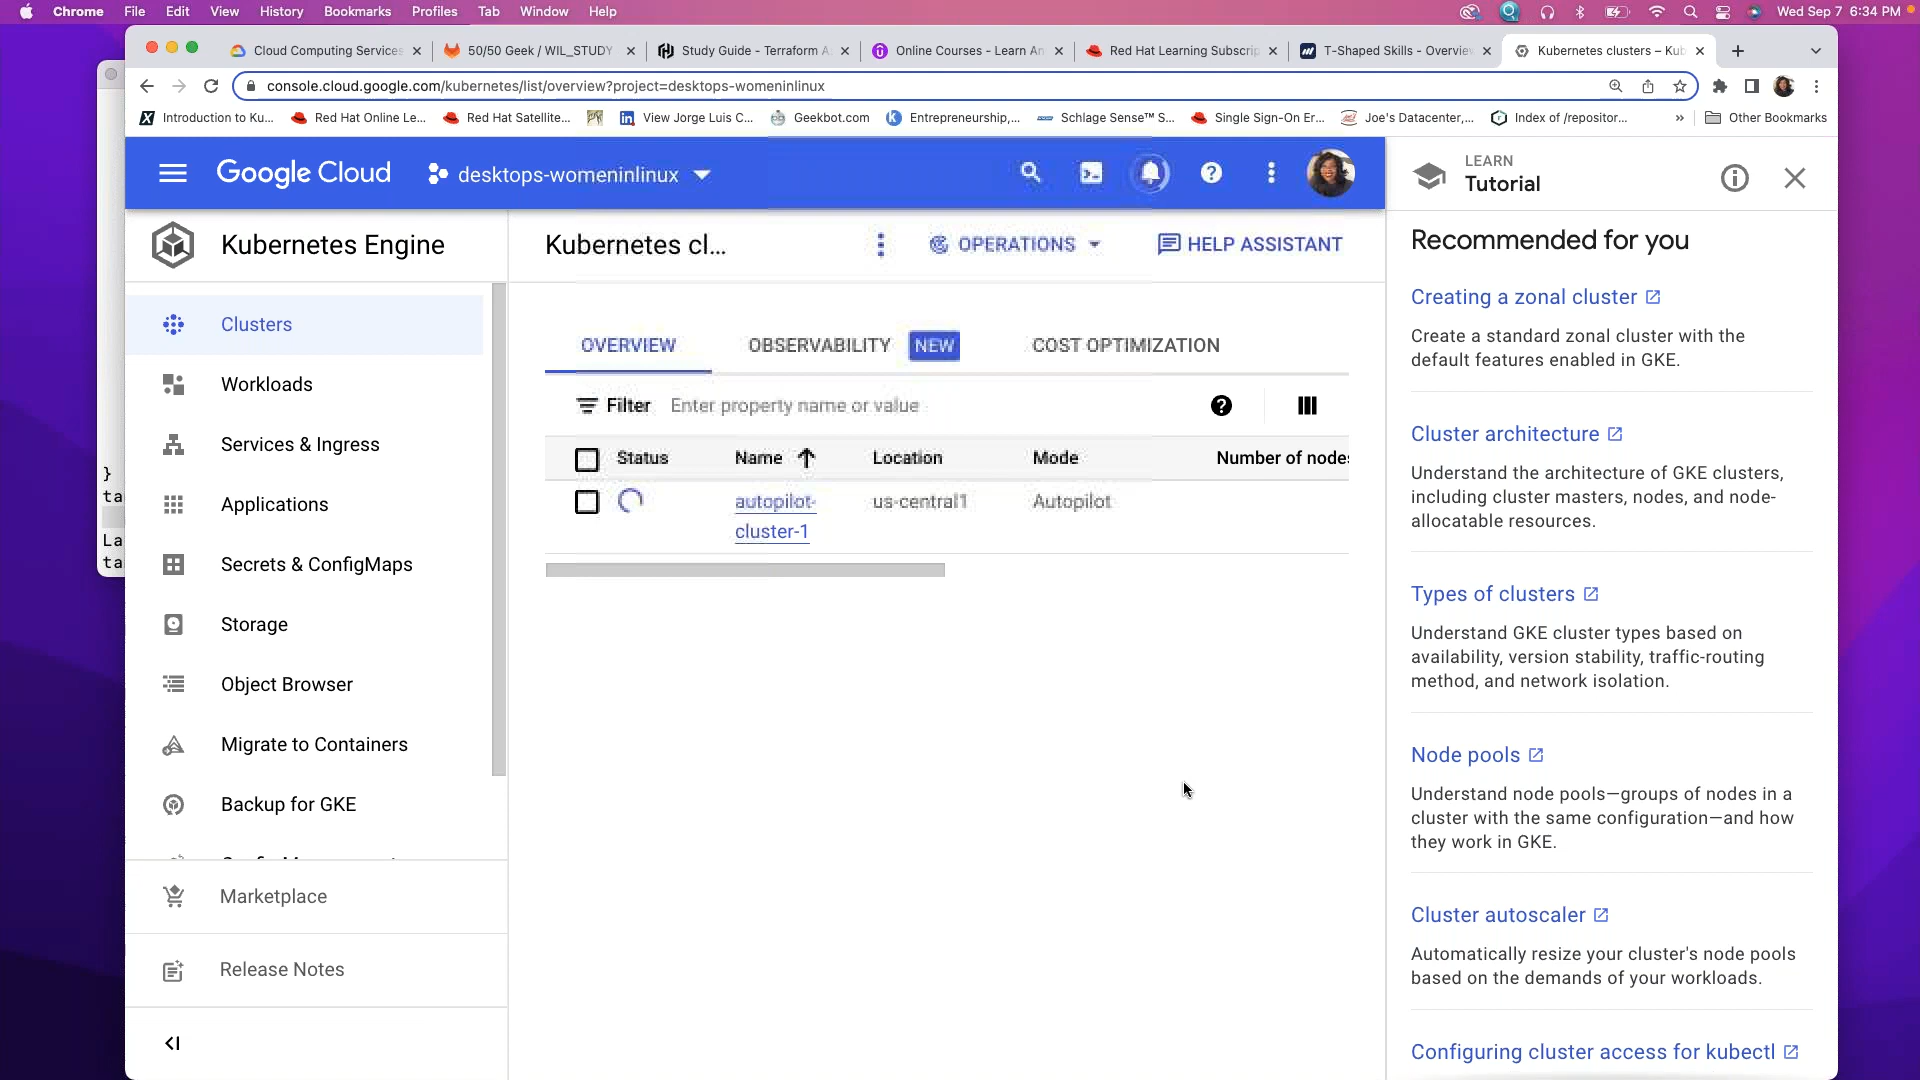 Chrome File Edit View History Bookmarks Profiles Tab Window Help Wed Sep 7 6:34 PM
Cloud Computing Services 50/50 Geek / WIL_STUDY Study Guide - Terraform A Online Courses - Learn An Red Hat Learning Subscrip T-Shaped Skills - Overview Kubernetes clusters – Kub
console.cloud.google.com/kubernetes/list/overview?project=desktops-womeninlinux
Introduction to Ku... Red Hat Online Le... Red Hat Satellite... View Jorge Luis C... Geekbot.com Entrepreneurship,... Schlage Sense™ S... Single Sign-On Er... Joe's Datacenter,... Index of /repositor... » Other Bookmarks
Google Cloud desktops-womeninlinux
LEARN
Tutorial
Kubernetes Engine
Kubernetes cl... OPERATIONS HELP ASSISTANT
Clusters
Workloads
Services & Ingress
Applications
Secrets & ConfigMaps
Storage
Object Browser
Migrate to Containers
Backup for GKE
Marketplace
Release Notes
OVERVIEW OBSERVABILITY NEW COST OPTIMIZATION
Filter Enter property name or value
Status Name Location Mode Number of nodes
autopilot-
cluster-1
us-central1 Autopilot
Recommended for you
Creating a zonal cluster
Create a standard zonal cluster with the
default features enabled in GKE.
Cluster architecture
Understand the architecture of GKE clusters,
including cluster masters, nodes, and node-
allocatable resources.
Types of clusters
Understand GKE cluster types based on
availability, version stability, traffic-routing
method, and network isolation.
Node pools
Understand node pools—groups of nodes in a
cluster with the same configuration—and how
they work in GKE.
Cluster autoscaler
Automatically resize your cluster's node pools
based on the demands of your workloads.
Configuring cluster access for kubectl
}
ta
La
ta